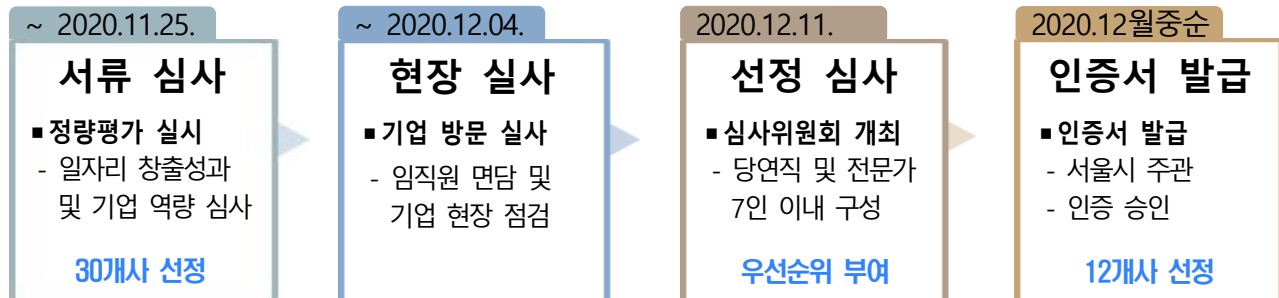 ~ 2020.11.25.
서류 심사
■ 정량평가 실시
- 일자리 창출성과
및 기업 역량 심사
30개사 선정
~ 2020.12.04.
현장 실사
■ 기업 방문 실사
- 임직원 면담 및
기업 현장 점검
2020.12.11.
선정 심사
■ 심사위원회 개최
- 당연직 및 전문가
7인 이내 구성
우선순위 부여
2020.12월중순
인증서 발급
■ 인증서 발급
- 서울시 주관
- 인증 승인
12개사 선정